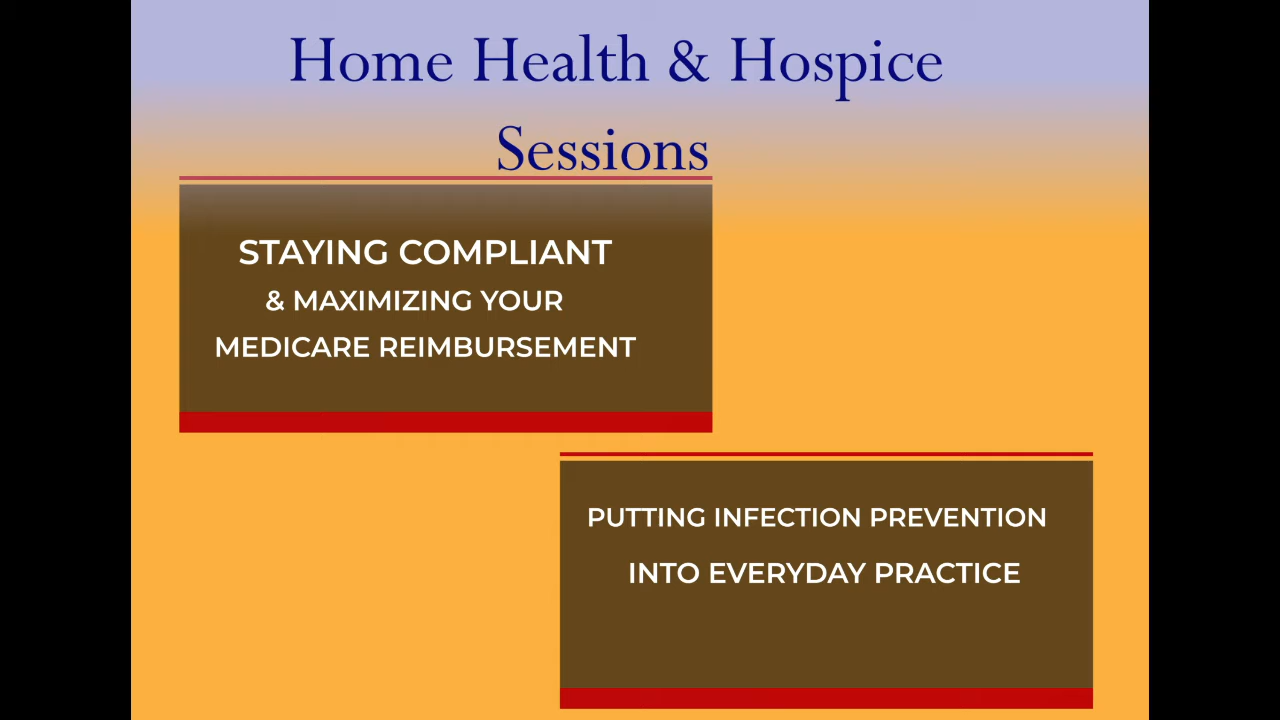 Home Health & Hospice
Sessions
STAYING COMPLIANT
& MAXIMIZING YOUR
MEDICARE REIMBURSEMENT
PUTTING INFECTION PREVENTION
INTO EVERYDAY PRACTICE